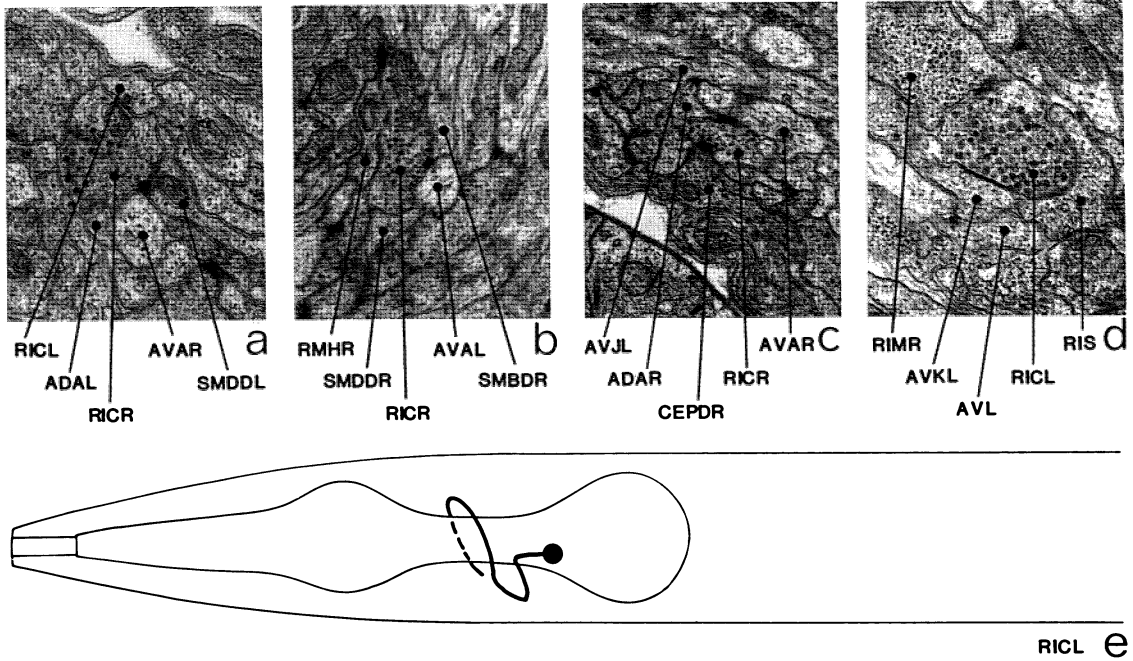 RICL AVAR a
ADAL SMDDL
RICR
RMHR AVAL b
SMDDR SMBDR
RICR
AVJL AVAR c
ADAR RICR
CEPDR
RIMR RIS d
AVKL RICL
AVL
RICL e